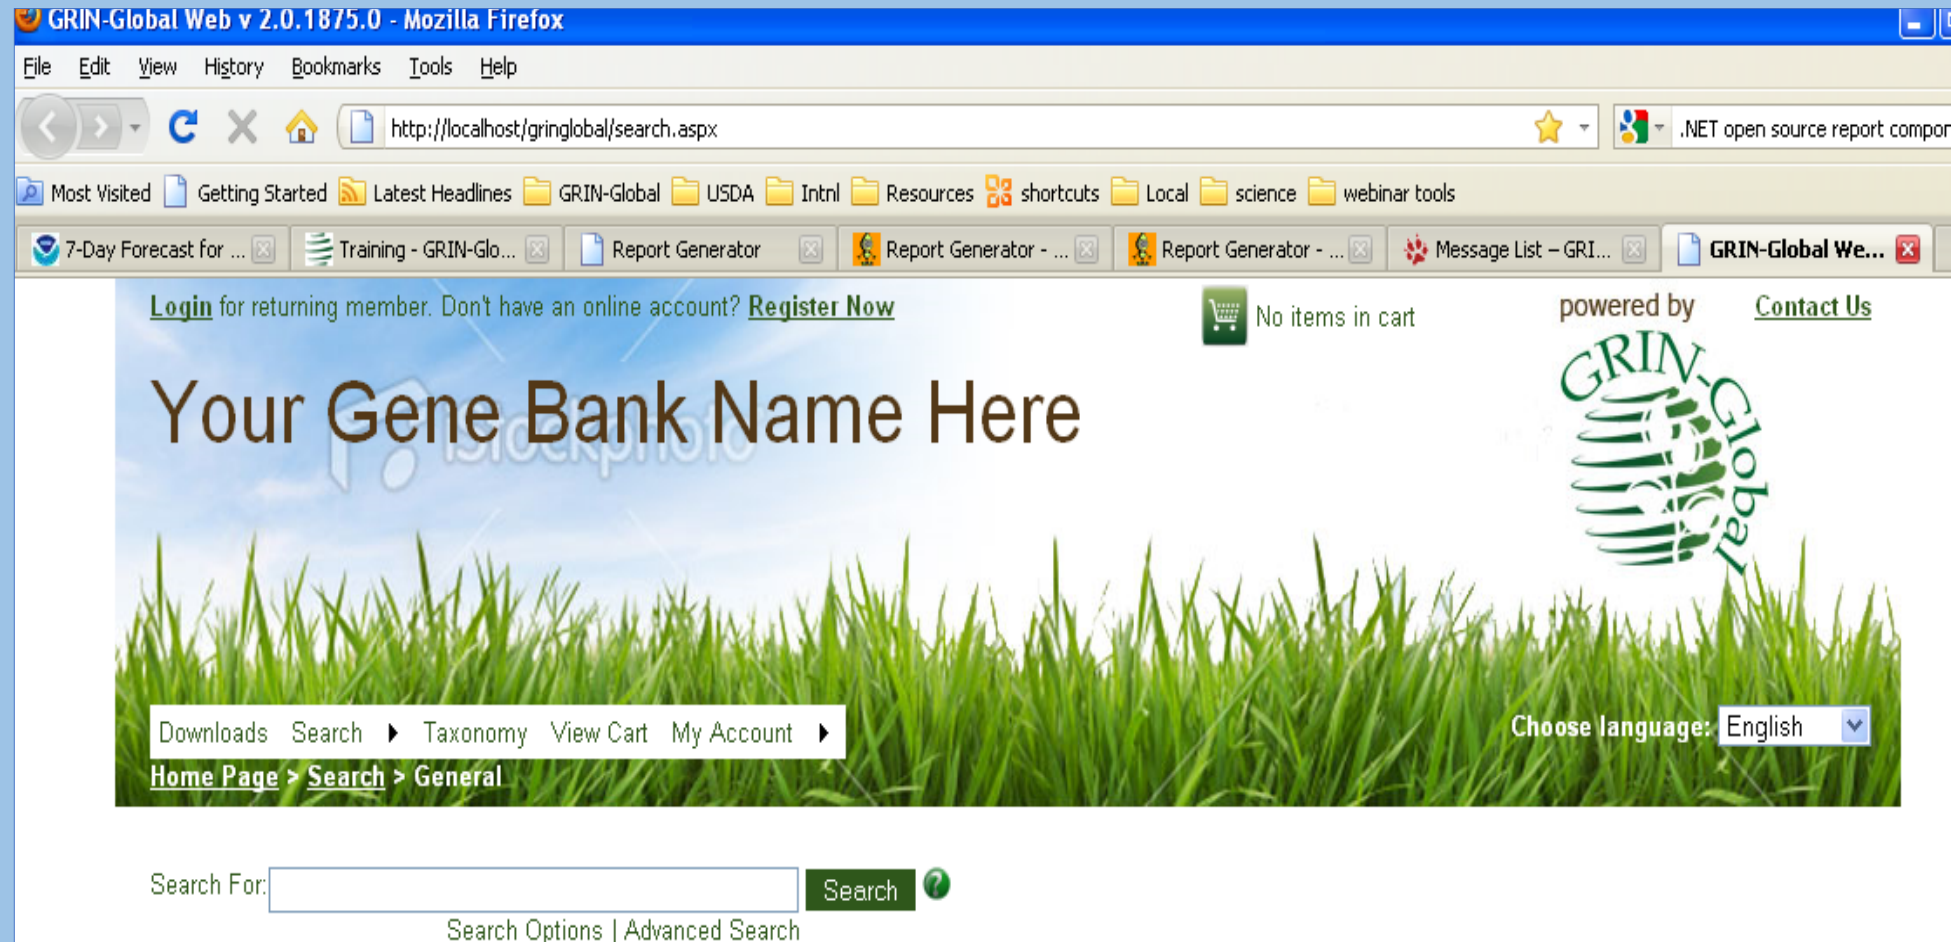 GRIN-Global Web v 2.0.1875.0 - Mozilla Firefox
File Edit View History Bookmarks Tools Help
http://localhost/gringlobal/search.aspx .NET open source report compor
Most Visited Getting Started Latest Headlines GRIN-Global USDA Intnl Resources shortcuts Local science webinar tools
7-Day Forecast for ... Training - GRIN-Glo... Report Generator Report Generator - ... Report Generator - ... Message List – GRI... GRIN-Global We...
Login for returning member. Don't have an online account? Register Now No items in cart powered by Contact Us
GRIN-Global
Your Gene Bank Name Here
iStockphoto
Downloads Search Taxonomy View Cart My Account Choose language: English
Home Page > Search > General
Search For: Search ?
Search Options | Advanced Search